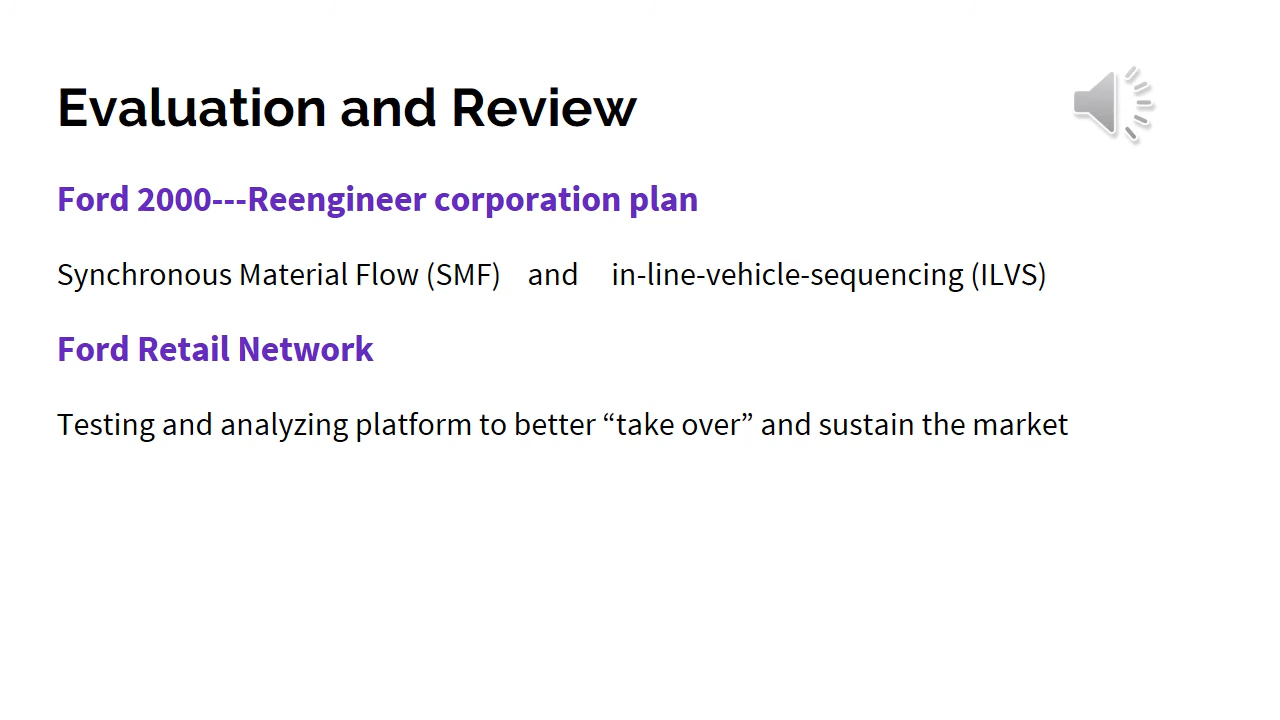 Evaluation and Review
Ford 2000---Reengineer corporation plan
Synchronous Material Flow (SMF) and in-line-vehicle-sequencing (ILVS)
Ford Retail Network
Testing and analyzing platform to better “take over” and sustain the market